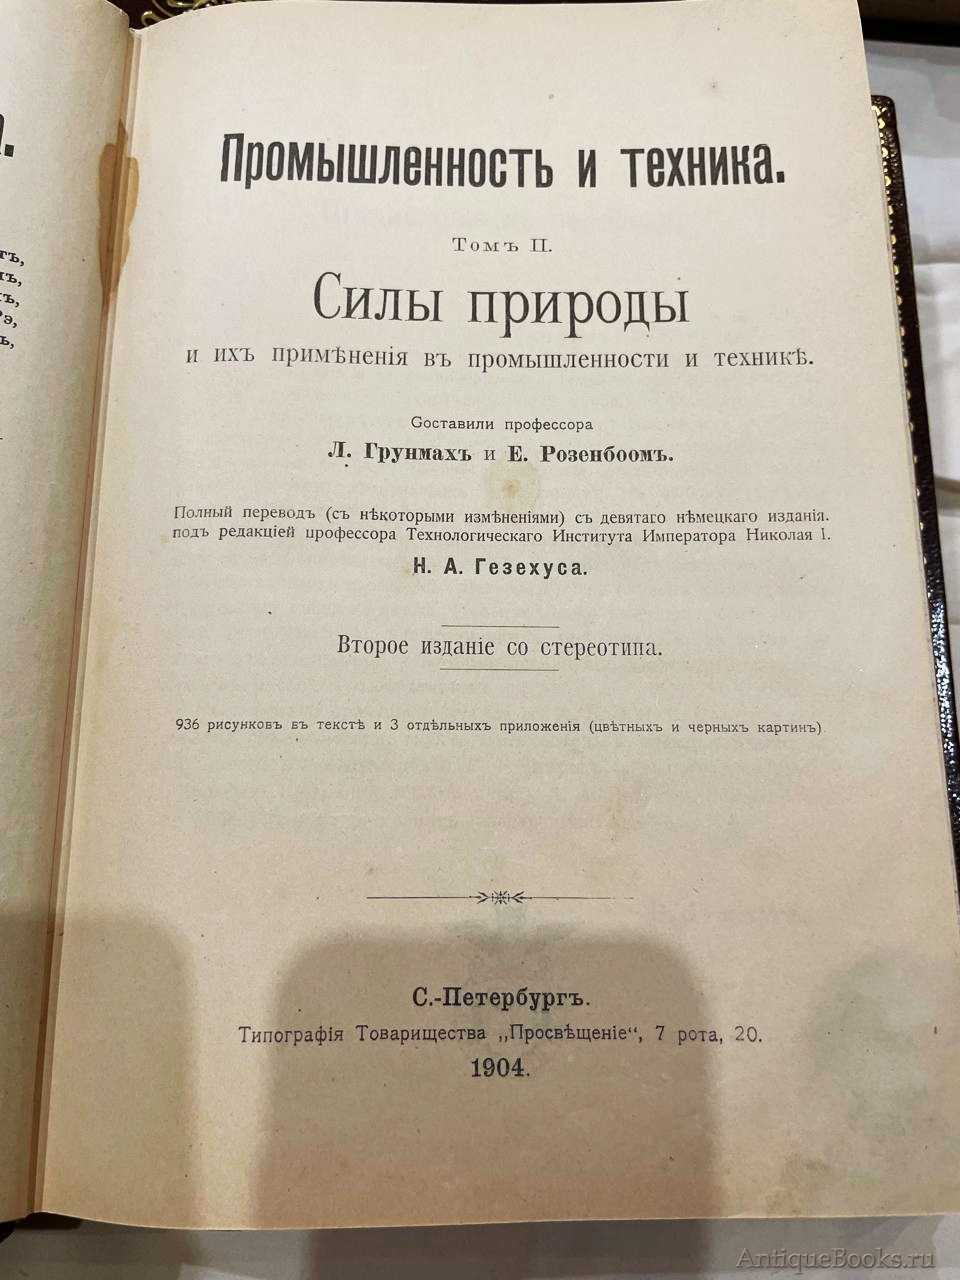 Промышленность и техника.
Томъ II.
Силы природы
и ихъ примѣненія въ промышленности и техникѣ.
Составили профессора
Л. Грунмахъ и Е. Розенбоомъ.
Полный переводъ (съ нѣкоторыми измѣненіями) съ девятаго нѣмецкаго изданія.
подъ редакціей профессора Технологическаго Института Императора Николая I.
Н. А. Гезехуса.
Второе изданіе со стереотипа.
936 рисунковъ въ текстѣ и 3 отдѣльныхъ приложенія (цвѣтныхъ и черныхъ картинъ)
С.-Петербургъ.
Типографія Товарищества „Просвѣщеніе“, 7 рота, 20.
1904.
AntiqueBooks.ru